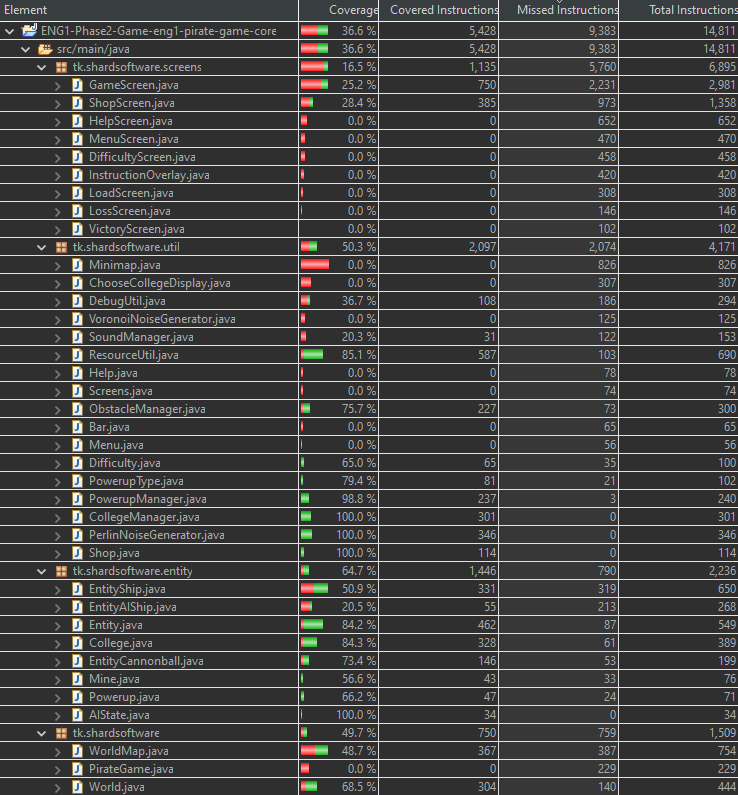 Element Coverage Covered Instructions Missed Instructions Total Instructions
ENG1-Phase2-Game-eng1-pirate-game-core 36.6 % 5,428 9,383 14,811
src/main/java 36.6 % 5,428 9,383 14,811
tk.shardsoftware.screens 16.5 % 1,135 5,760 6,895
GameScreen.java 25.2 % 750 2,231 2,981
ShopScreen.java 28.4 % 385 973 1,358
HelpScreen.java 0.0 % 0 652 652
MenuScreen.java 0.0 % 0 470 470
DifficultyScreen.java 0.0 % 0 458 458
InstructionOverlay.java 0.0 % 0 420 420
LoadScreen.java 0.0 % 0 308 308
LossScreen.java 0.0 % 0 146 146
VictoryScreen.java 0.0 % 0 102 102
tk.shardsoftware.util 50.3 % 2,097 2,074 4,171
Minimap.java 0.0 % 0 826 826
ChooseCollegeDisplay.java 0.0 % 0 307 307
DebugUtil.java 36.7 % 108 186 294
VoronoiNoiseGenerator.java 0.0 % 0 125 125
SoundManager.java 20.3 % 31 122 153
ResourceUtil.java 85.1 % 587 103 690
Help.java 0.0 % 0 78 78
Screens.java 0.0 % 0 74 74
ObstacleManager.java 75.7 % 227 73 300
Bar.java 0.0 % 0 65 65
Menu.java 0.0 % 0 56 56
Difficulty.java 65.0 % 65 35 100
PowerupType.java 79.4 % 81 21 102
PowerupManager.java 98.8 % 237 3 240
CollegeManager.java 100.0 % 301 0 301
PerlinNoiseGenerator.java 100.0 % 346 0 346
Shop.java 100.0 % 114 0 114
tk.shardsoftware.entity 64.7 % 1,446 790 2,236
EntityShip.java 50.9 % 331 319 650
EntityAIShip.java 20.5 % 55 213 268
Entity.java 84.2 % 462 87 549
College.java 84.3 % 328 61 389
EntityCannonball.java 73.4 % 146 53 199
Mine.java 56.6 % 43 33 76
Powerup.java 66.2 % 47 24 71
AIState.java 100.0 % 34 0 34
tk.shardsoftware 49.7 % 750 759 1,509
WorldMap.java 48.7 % 367 387 754
PirateGame.java 0.0 % 0 229 229
World.java 68.5 % 304 140 444